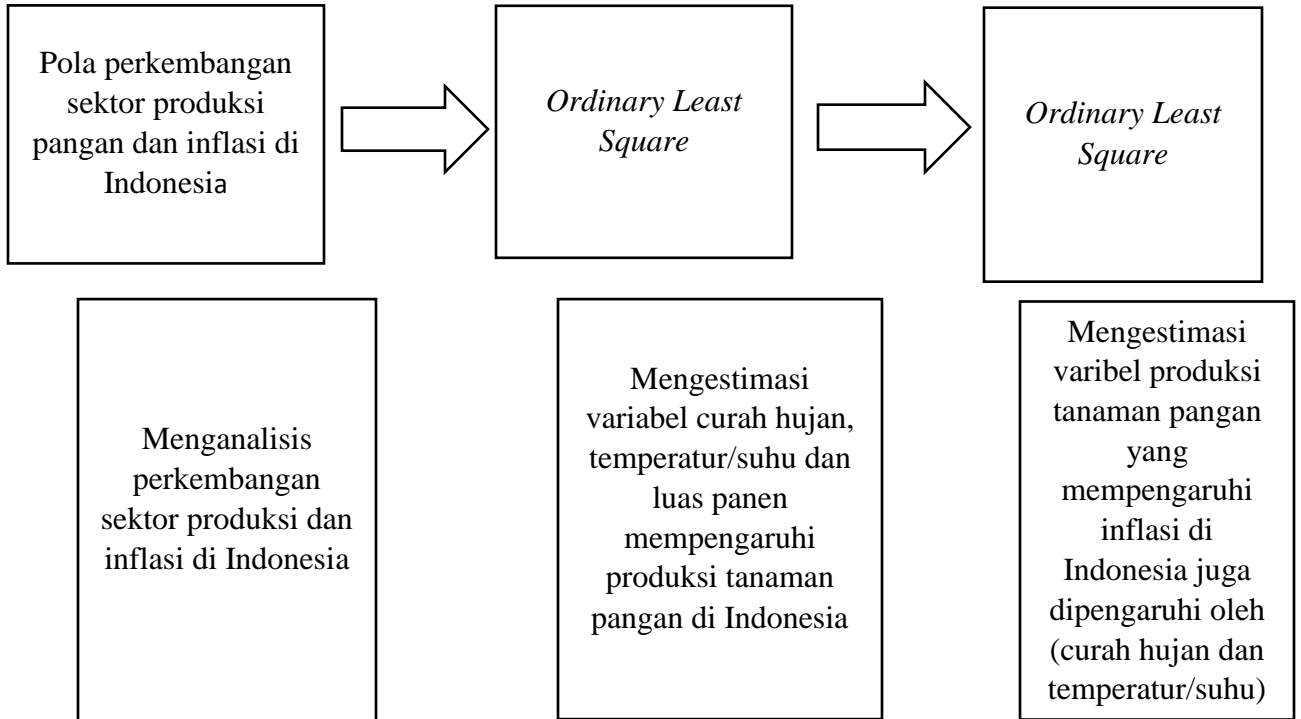 Pola perkembangan
sektor produksi
pangan dan inflasi di
Indonesia
Ordinary Least
Square
Ordinary Least
Square
Menganalisis
perkembangan
sektor produksi dan
inflasi di Indonesia
Mengestimasi
variabel curah hujan,
temperatur/suhu dan
luas panen
mempengaruhi
produksi tanaman
pangan di Indonesia
Mengestimasi
varibel produksi
tanaman pangan
yang
mempengaruhi
inflasi di
Indonesia juga
dipengaruhi oleh
(curah hujan dan
temperatur/suhu)